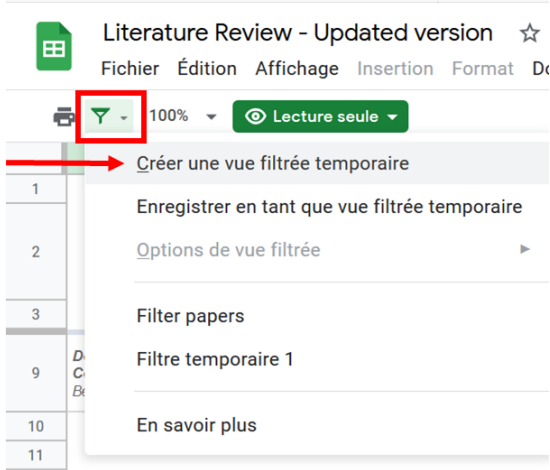 Literature Review - Updated version
Fichier Édition Affichage Insertion Format
100% Lecture seule
Créer une vue filtrée temporaire
1
Enregistrer en tant que vue filtrée temporaire
2
Options de vue filtrée
3
Filter papers
Filtre temporaire 1
9
10
En savoir plus
11